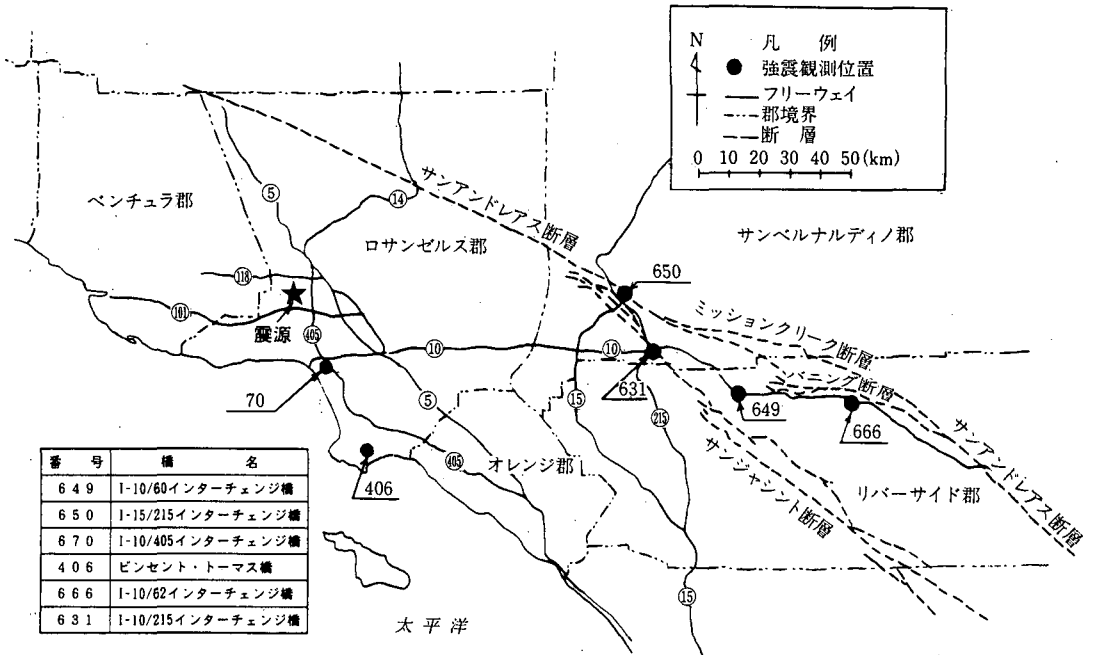 N
凡 例
強震観測位置
フリーウェイ
郡境界
断 層
0 10 20 30 40 50(km)
ベンチュラ郡
5
14
サンアンドレアス断層
ロサンゼルス郡
サンベルナルディノ郡
118
101
震源
405
650
ミッションクリーク断層
10
10
バニング断層
70
5
15
631
215
649
666
サンアンドレアス断層
405
406
オレンジ郡
サンジャシント断層
リバーサイド郡
15
太平洋
番 号 橋 名
649 I-10/60インターチェンジ橋
650 I-15/215インターチェンジ橋
670 I-10/405インターチェンジ橋
406 ビンセント・トーマス橋
666 I-10/62インターチェンジ橋
631 I-10/215インターチェンジ橋